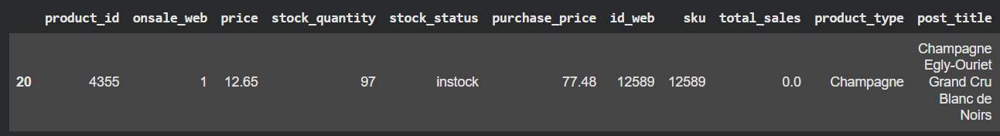 product_id onsale_web price stock_quantity stock_status purchase_price id_web sku total_sales product_type post_title
20 4355 1 12.65 97 instock 77.48 12589 12589 0.0 Champagne Champagne
Egly-Ouriet
Grand Cru
Blanc de
Noirs